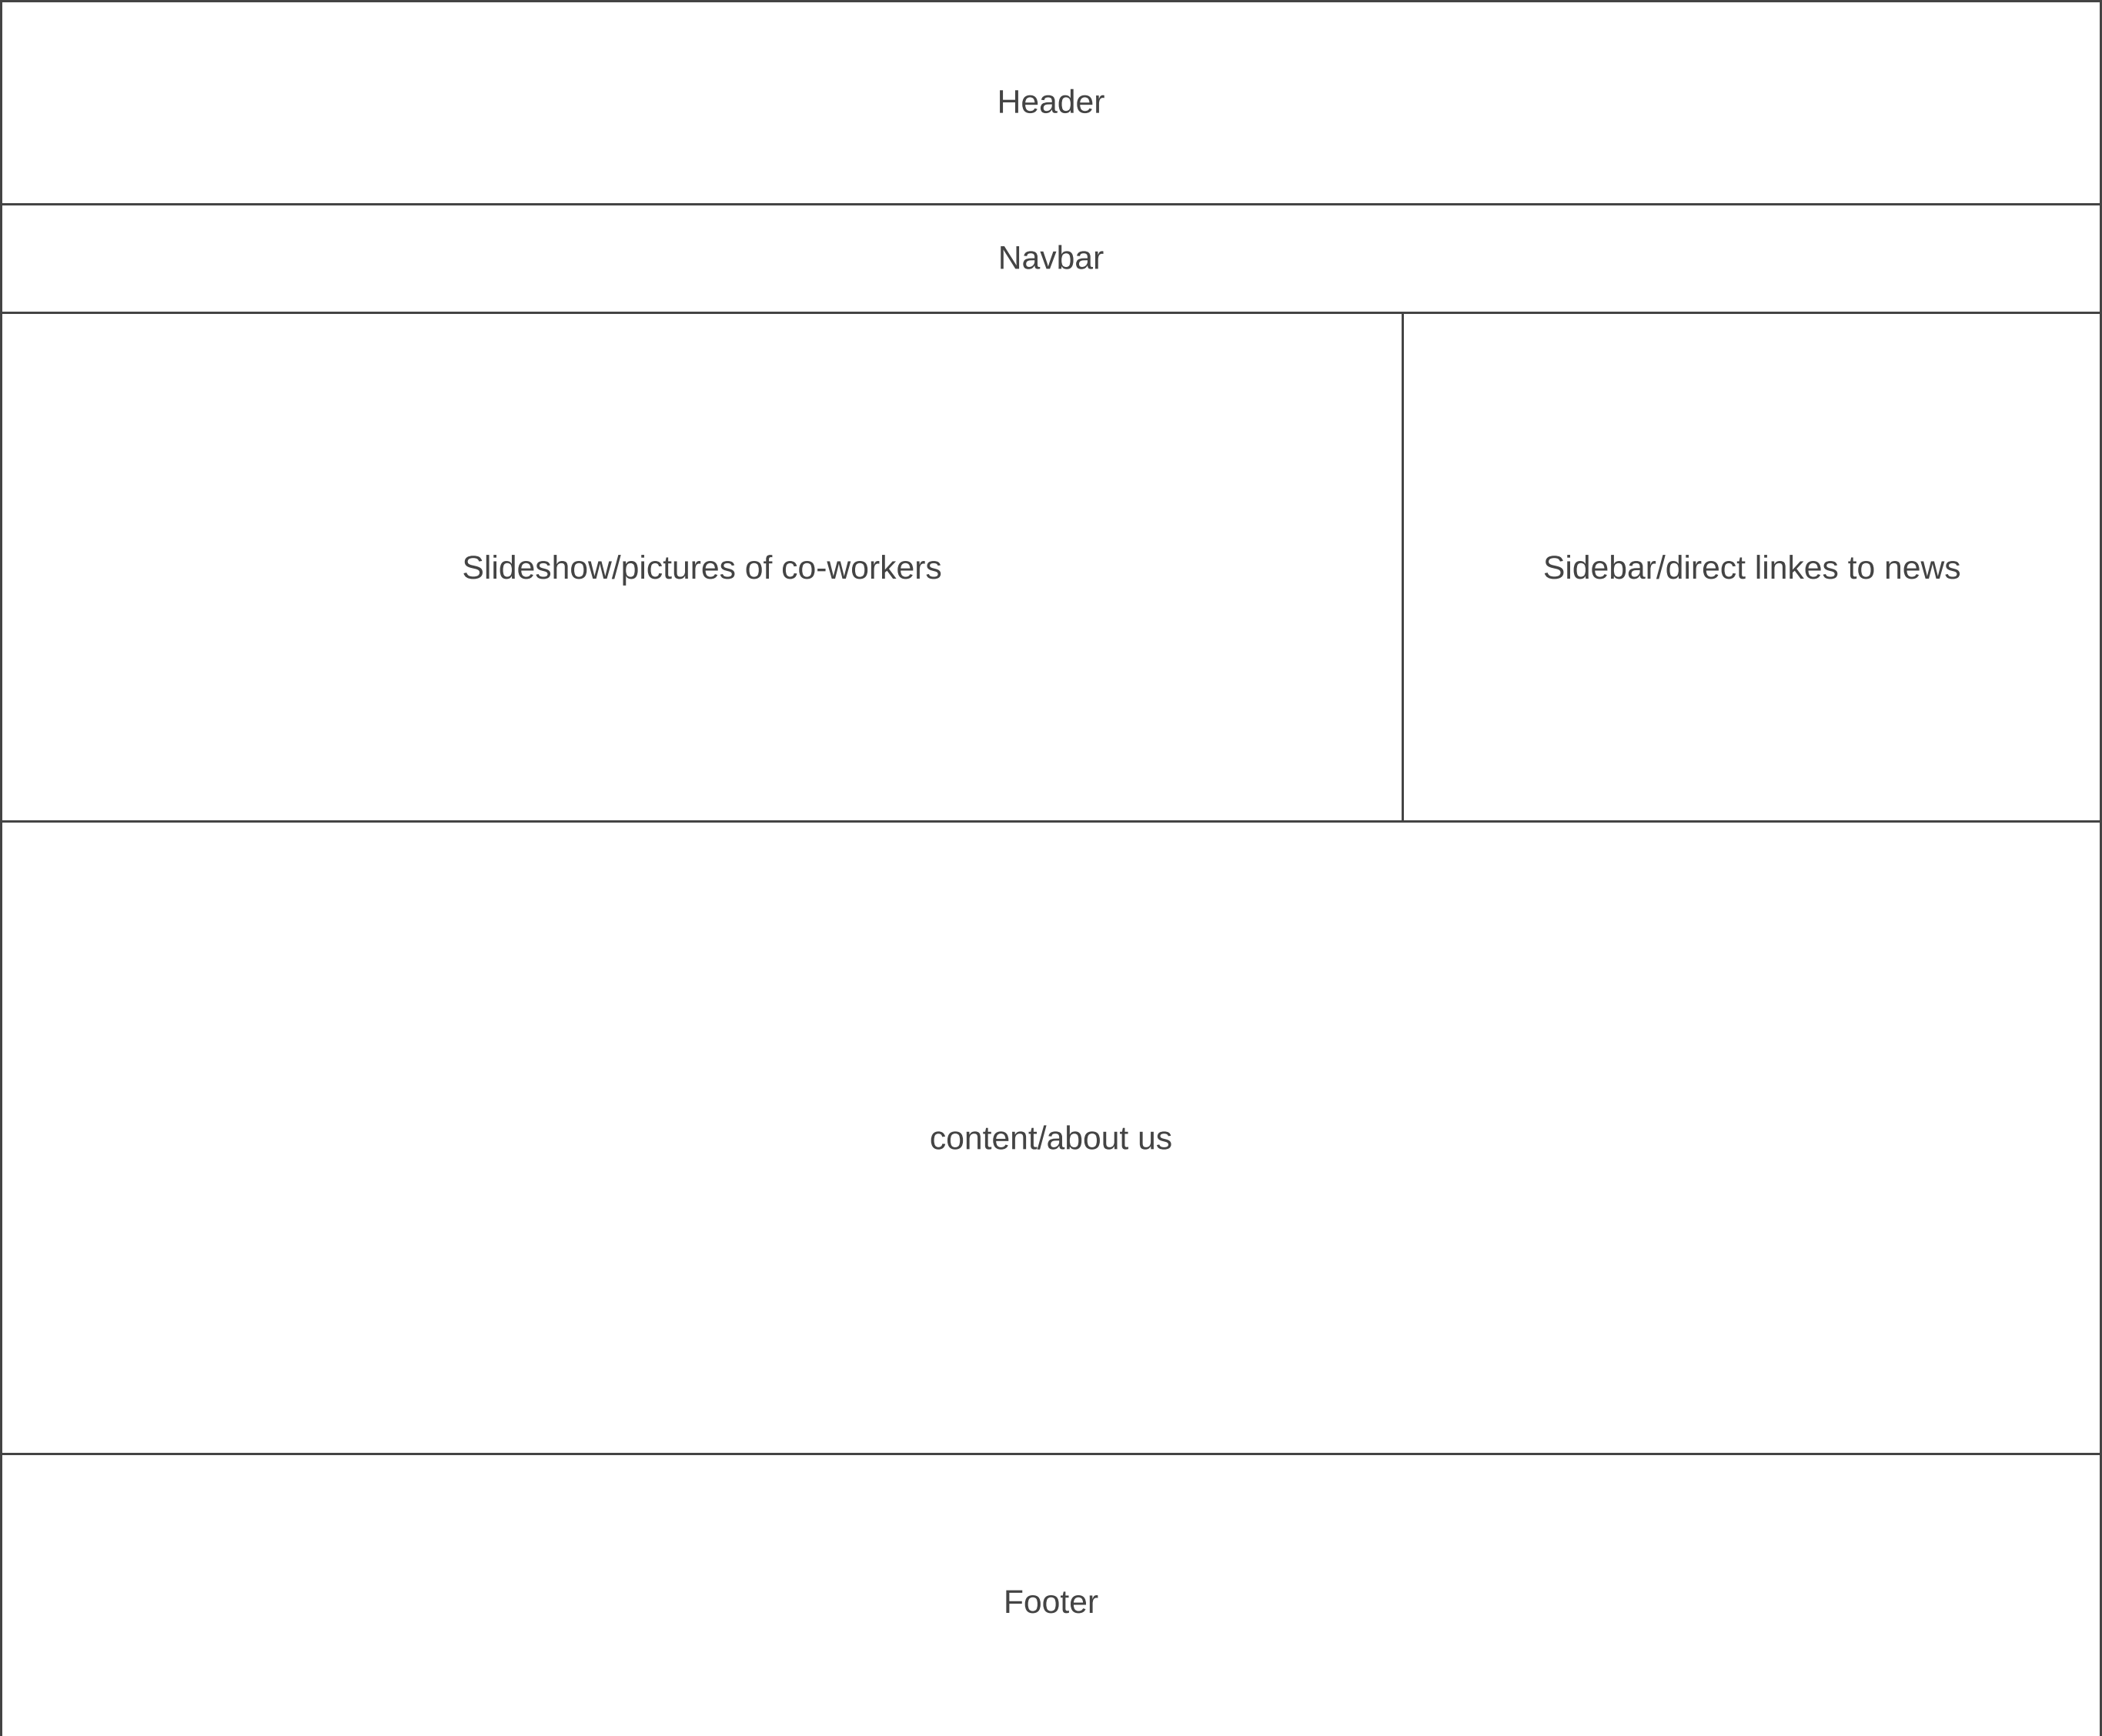 Header
Navbar
Slideshow/pictures of co-workers
Sidebar/direct linkes to news
content/about us
Footer